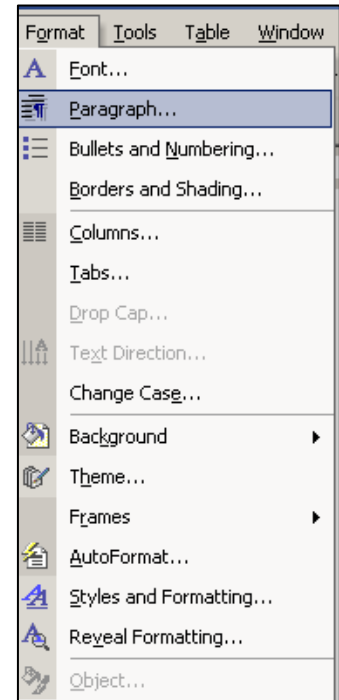 Format Tools Table Window
Font...
Paragraph...
Bullets and Numbering...
Borders and Shading...
Columns...
Tabs...
Drop Cap...
Text Direction...
Change Case...
Background
Theme...
Frames
AutoFormat...
Styles and Formatting...
Reveal Formatting...
Object...